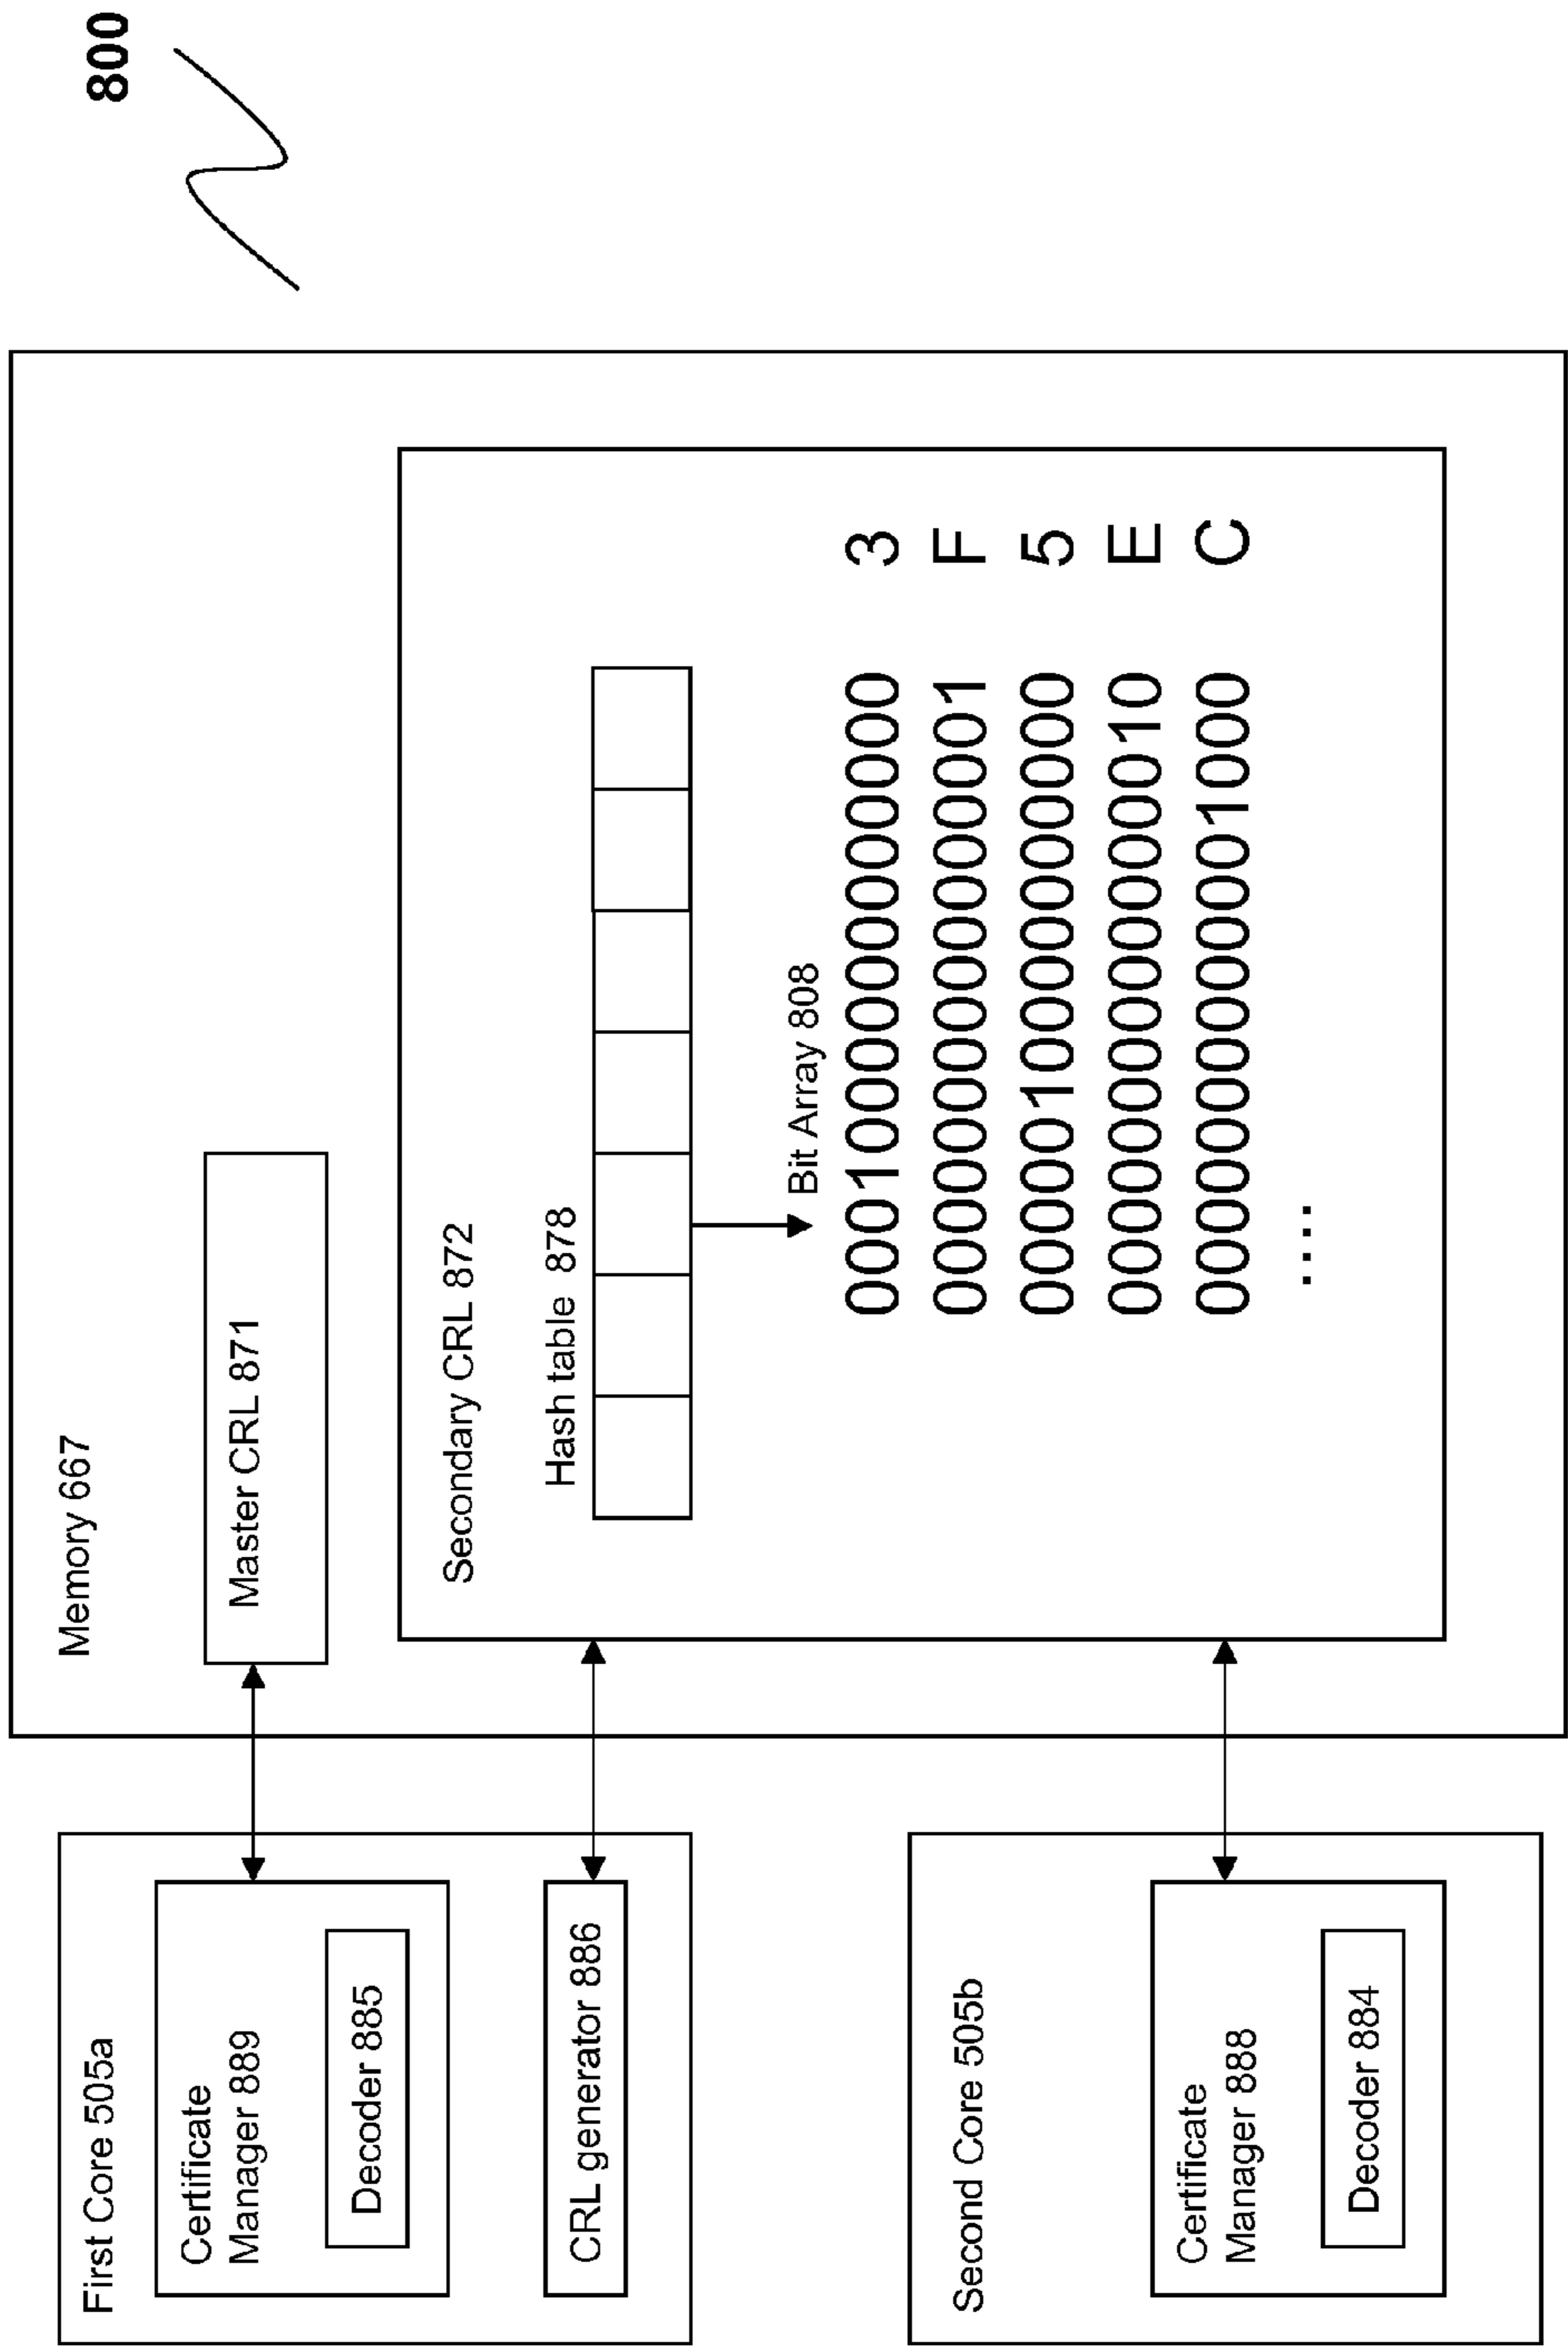 800
First Core 505a
Certificate
Manager 889
Decoder 885
CRL generator 886
Second Core 505b
Certificate
Manager 888
Decoder 884
Memory 667
Master CRL 871
Secondary CRL 872
Hash table 878
Bit Array 808
0001000000000000 3
0000000000000001 F
0000010000000000 5
0000000000000010 E
0000000000001000 C
....